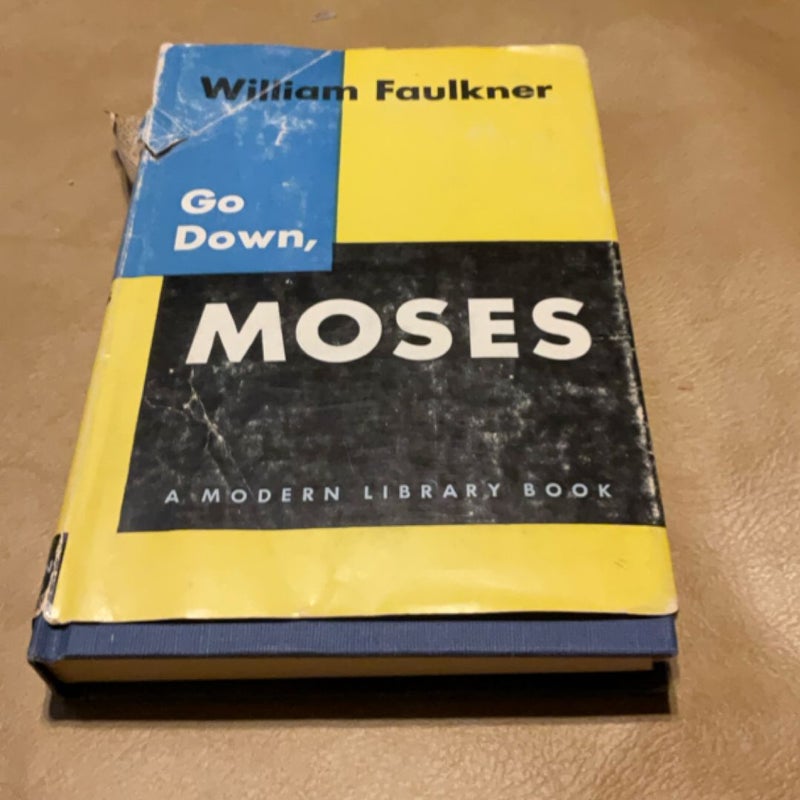 William Faulkner
Go
Down,
MOSES
A MODERN LIBRARY BOOK